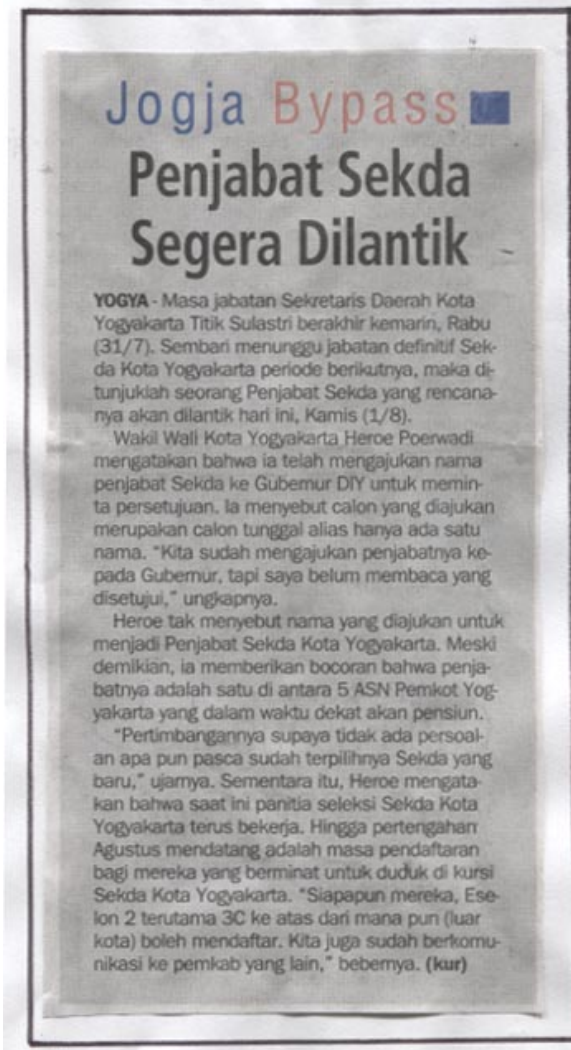 Jogja Bypass
Penjabat Sekda
Segera Dilantik
YOGYA - Masa jabatan Sekretaris Daerah Kota
Yogyakarta Titik Sulastri berakhir kemarin, Rabu
(31/7). Sembari menunggu jabatan definitif Sek-
da Kota Yogyakarta periode berikutnya, maka di-
tunjuklah seorang Penjabat Sekda yang rencana-
nya akan dilantik hari ini, Kamis (1/8).
Wakil Wali Kota Yogyakarta Heroe Poerwadi
mengatakan bahwa ia telah mengajukan nama
penjabat Sekda ke Gubernur DIY untuk memin-
ta persetujuan. Ia menyebut calon yang diajukan
merupakan calon tunggal alias hanya ada satu
nama. "Kita sudah mengajukan penjabatnya ke-
pada Gubernur, tapi saya belum membaca yang
disetujui," ungkapnya.
Heroe tak menyebut nama yang diajukan untuk
menjadi Penjabat Sekda Kota Yogyakarta. Meski
demikian, ia memberikan bocoran bahwa penja-
batnya adalah satu di antara 5 ASN Pemkot Yog-
yakarta yang dalam waktu dekat akan pensiun.
"Pertimbangannya supaya tidak ada persoal-
an apa pun pasca sudah terpilihnya Sekda yang
baru," ujarnya. Sementara itu, Heroe mengata-
kan bahwa saat ini panitia seleksi Sekda Kota
Yogyakarta terus bekerja. Hingga pertengahan
Agustus mendatang adalah masa pendaftaran
bagi mereka yang berminat untuk duduk di kursi
Sekda Kota Yogyakarta. "Siapapun mereka, Ese-
lon 2 terutama 3C ke atas dari mana pun (luar
kota) boleh mendaftar. Kita juga sudah berkomu-
nikasi ke pemkab yang lain," bebernya. (kur)